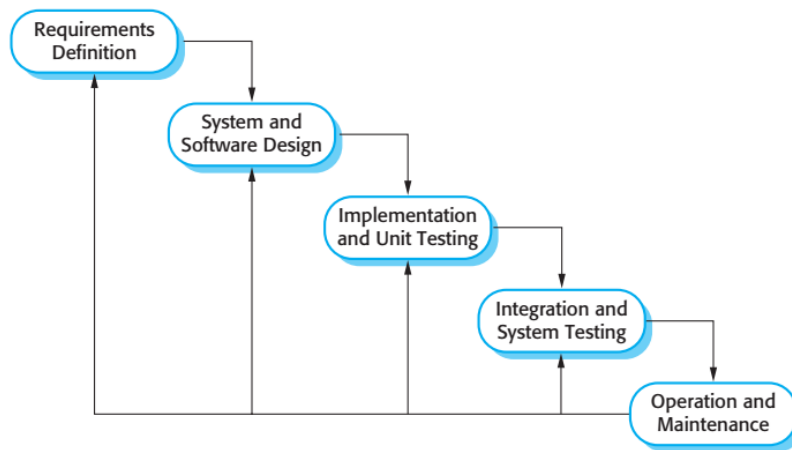 Requirements
Definition
System and
Software Design
Implementation
and Unit Testing
Integration and
System Testing
Operation and
Maintenance